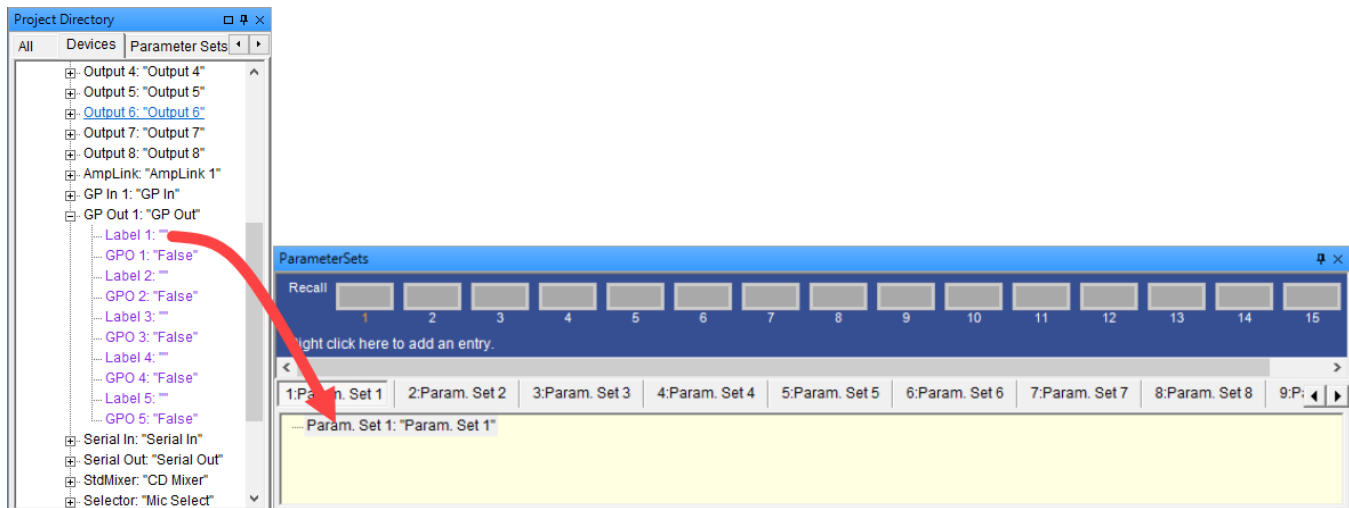 Project Directory
All Devices Parameter Sets
Output 4: "Output 4"
Output 5: "Output 5"
Output 6: "Output 6"
Output 7: "Output 7"
Output 8: "Output 8"
AmpLink: "AmpLink 1"
GP In 1: "GP In"
GP Out 1: "GP Out"
Label 1: ""
GPO 1: "False"
Label 2: ""
GPO 2: "False"
Label 3: ""
GPO 3: "False"
Label 4: ""
GPO 4: "False"
Label 5: ""
GPO 5: "False"
Serial In: "Serial In"
Serial Out: "Serial Out"
StdMixer: "CD Mixer"
Selector: "Mic Select"
ParameterSets
Recall
1 2 3 4 5 6 7 8 9 10 11 12 13 14 15
Right click here to add an entry.
1:Param. Set 1 2:Param. Set 2 3:Param. Set 3 4:Param. Set 4 5:Param. Set 5 6:Param. Set 6 7:Param. Set 7 8:Param. Set 8 9:P
Param. Set 1: "Param. Set 1"